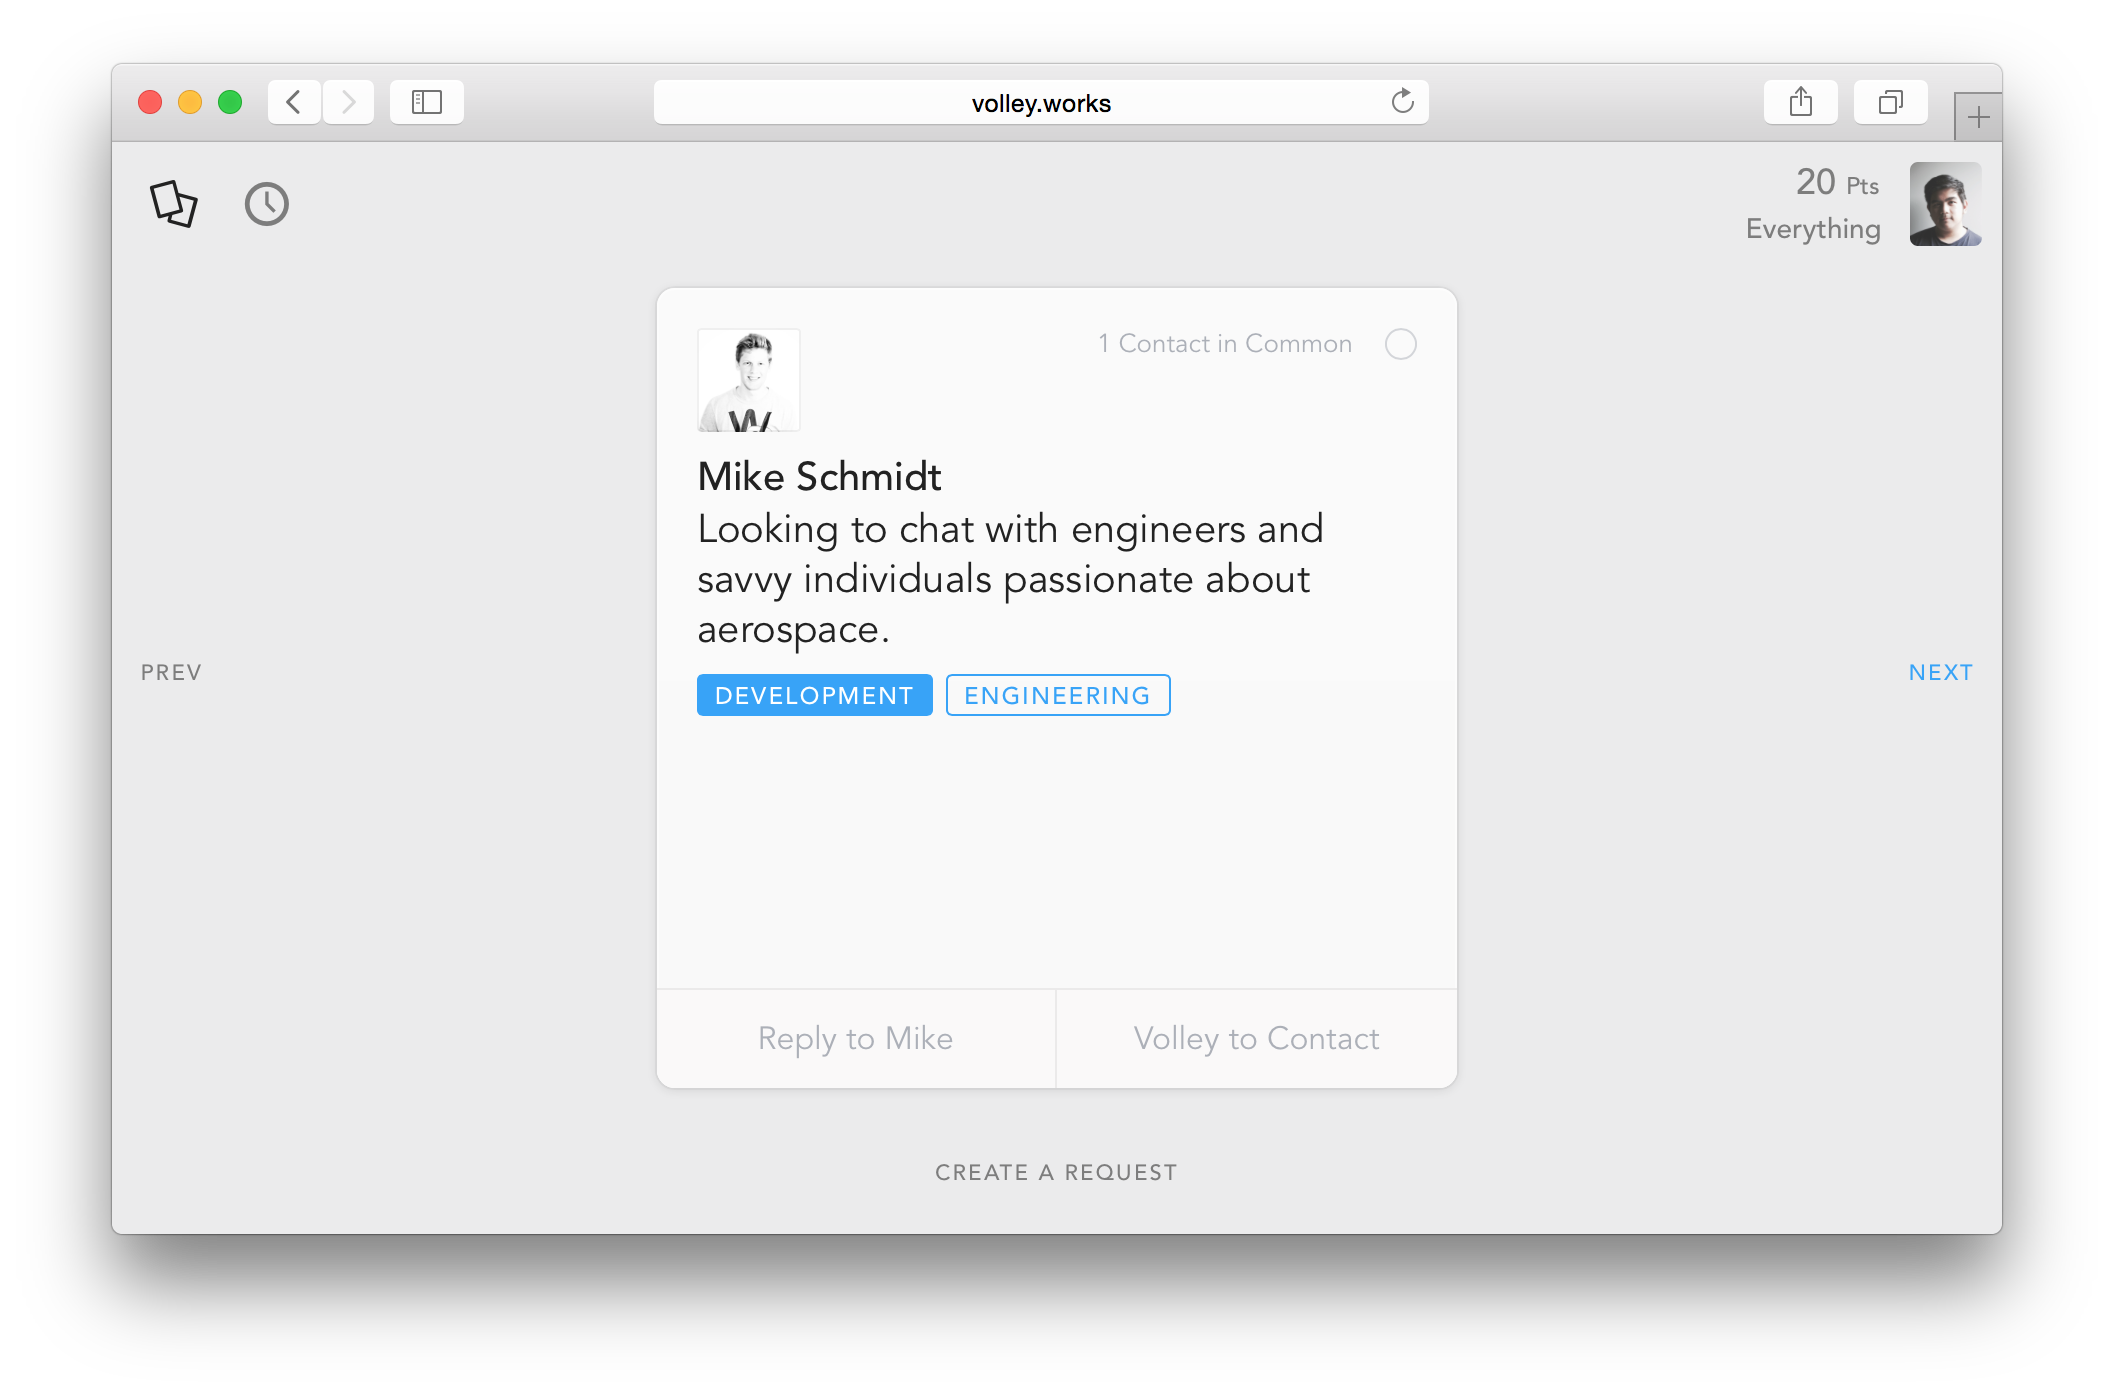 volley.works
20 Pts
Everything
1 Contact in Common
Mike Schmidt
Looking to chat with engineers and
savvy individuals passionate about
aerospace.
DEVELOPMENT ENGINEERING
PREV
NEXT
Reply to Mike
Volley to Contact
CREATE A REQUEST